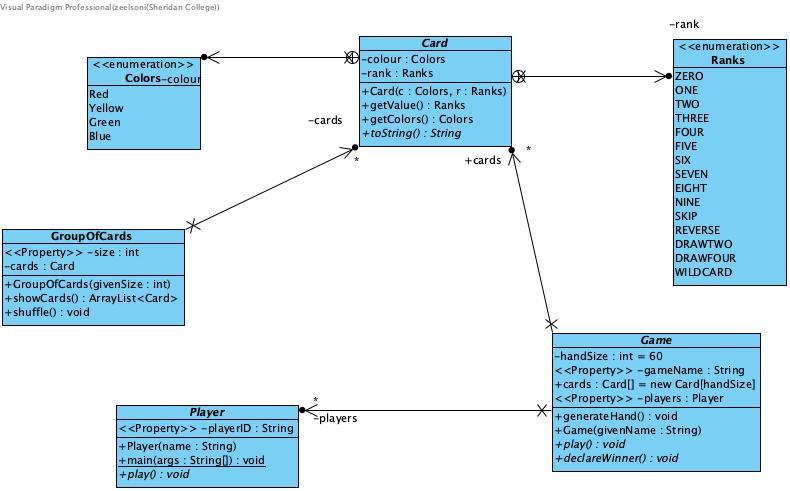 Visual Paradigm Professional(zeelsoni(Sheridan College))
<<enumeration>>
Colors
-colour
Red
Yellow
Green
Blue
Card
-colour : Colors
-rank : Ranks
+Card(c : Colors, r : Ranks)
+getValue() : Ranks
+getColors() : Colors
+toString() : String
-rank
<<enumeration>>
Ranks
ZERO
ONE
TWO
THREE
FOUR
FIVE
SIX
SEVEN
EIGHT
NINE
SKIP
REVERSE
DRAWTWO
DRAWFOUR
WILDCARD
-cards
*
+cards
*
GroupOfCards
<<Property>> -size : int
-cards : Card
+GroupOfCards(givenSize : int)
+showCards() : ArrayList<Card>
+shuffle() : void
Game
-handSize : int = 60
<<Property>> -gameName : String
+cards : Card[] = new Card[handSize]
<<Property>> -players : Player
+generateHand() : void
+Game(givenName : String)
+play() : void
+declareWinner() : void
*
-players
Player
<<Property>> -playerID : String
+Player(name : String)
+main(args : String[]) : void
+play() : void